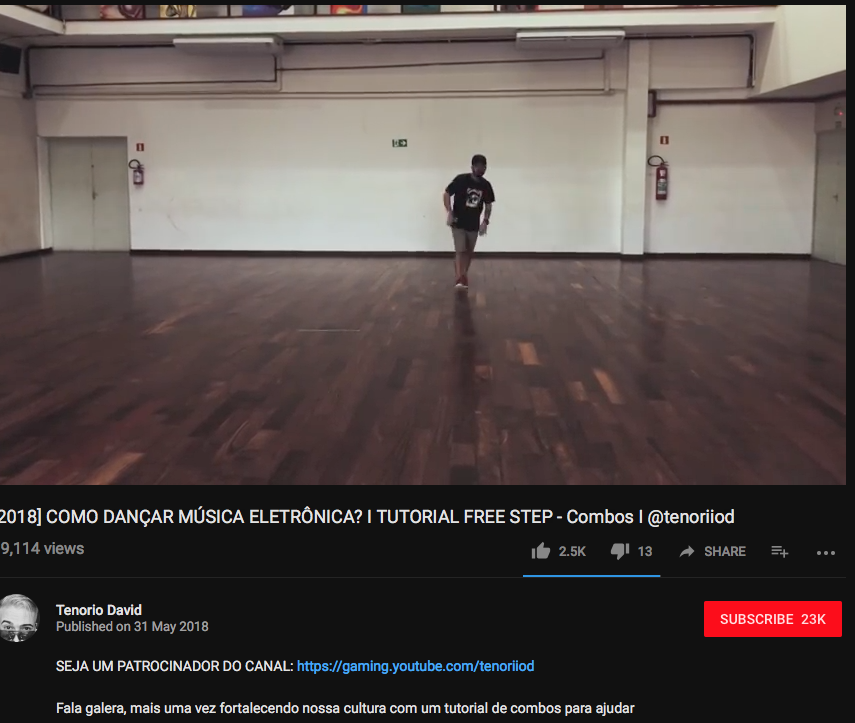 2018] COMO DANÇAR MÚSICA ELETRÔNICA? I TUTORIAL FREE STEP - Combos I @tenoriiod
9,114 views
2.5K 13 SHARE
Tenorio David
Published on 31 May 2018
SUBSCRIBE 23K
SEJA UM PATROCINADOR DO CANAL: https://gaming.youtube.com/tenoriiod
Fala galera, mais uma vez fortalecendo nossa cultura com um tutorial de combos para ajudar